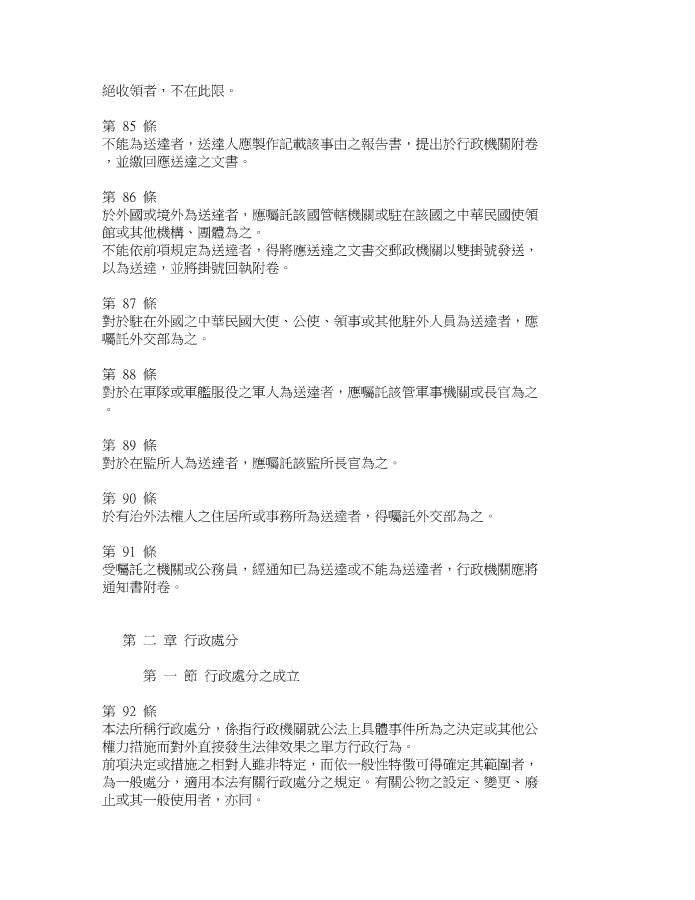 絕收領者，不在此限。
第 85 條
不能為送達者，送達人應製作記載該事由之報告書，提出於行政機關附卷
，並繳回應送達之文書。
第 86 條
於外國或境外為送達者，應囑託該國管轄機關或駐在該國之中華民國使領
館或其他機構、團體為之。
不能依前項規定為送達者，得將應送達之文書交郵政機關以雙掛號發送，
以為送達，並將掛號回執附卷。
第 87 條
對於駐在外國之中華民國大使、公使、領事或其他駐外人員為送達者，應
囑託外交部為之。
第 88 條
對於在軍隊或軍艦服役之軍人為送達者，應囑託該管軍事機關或長官為之
。
第 89 條
對於在監所人為送達者，應囑託該監所長官為之。
第 90 條
於有治外法權人之住居所或事務所為送達者，得囑託外交部為之。
第 91 條
受囑託之機關或公務員，經通知已為送達或不能為送達者，行政機關應將
通知書附卷。
第 二 章 行政處分
第 一 節 行政處分之成立
第 92 條
本法所稱行政處分，係指行政機關就公法上具體事件所為之決定或其他公
權力措施而對外直接發生法律效果之單方行政行為。
前項決定或措施之相對人雖非特定，而依一般性特徵可得確定其範圍者，
為一般處分，適用本法有關行政處分之規定。有關公物之設定、變更、廢
止或其一般使用者，亦同。